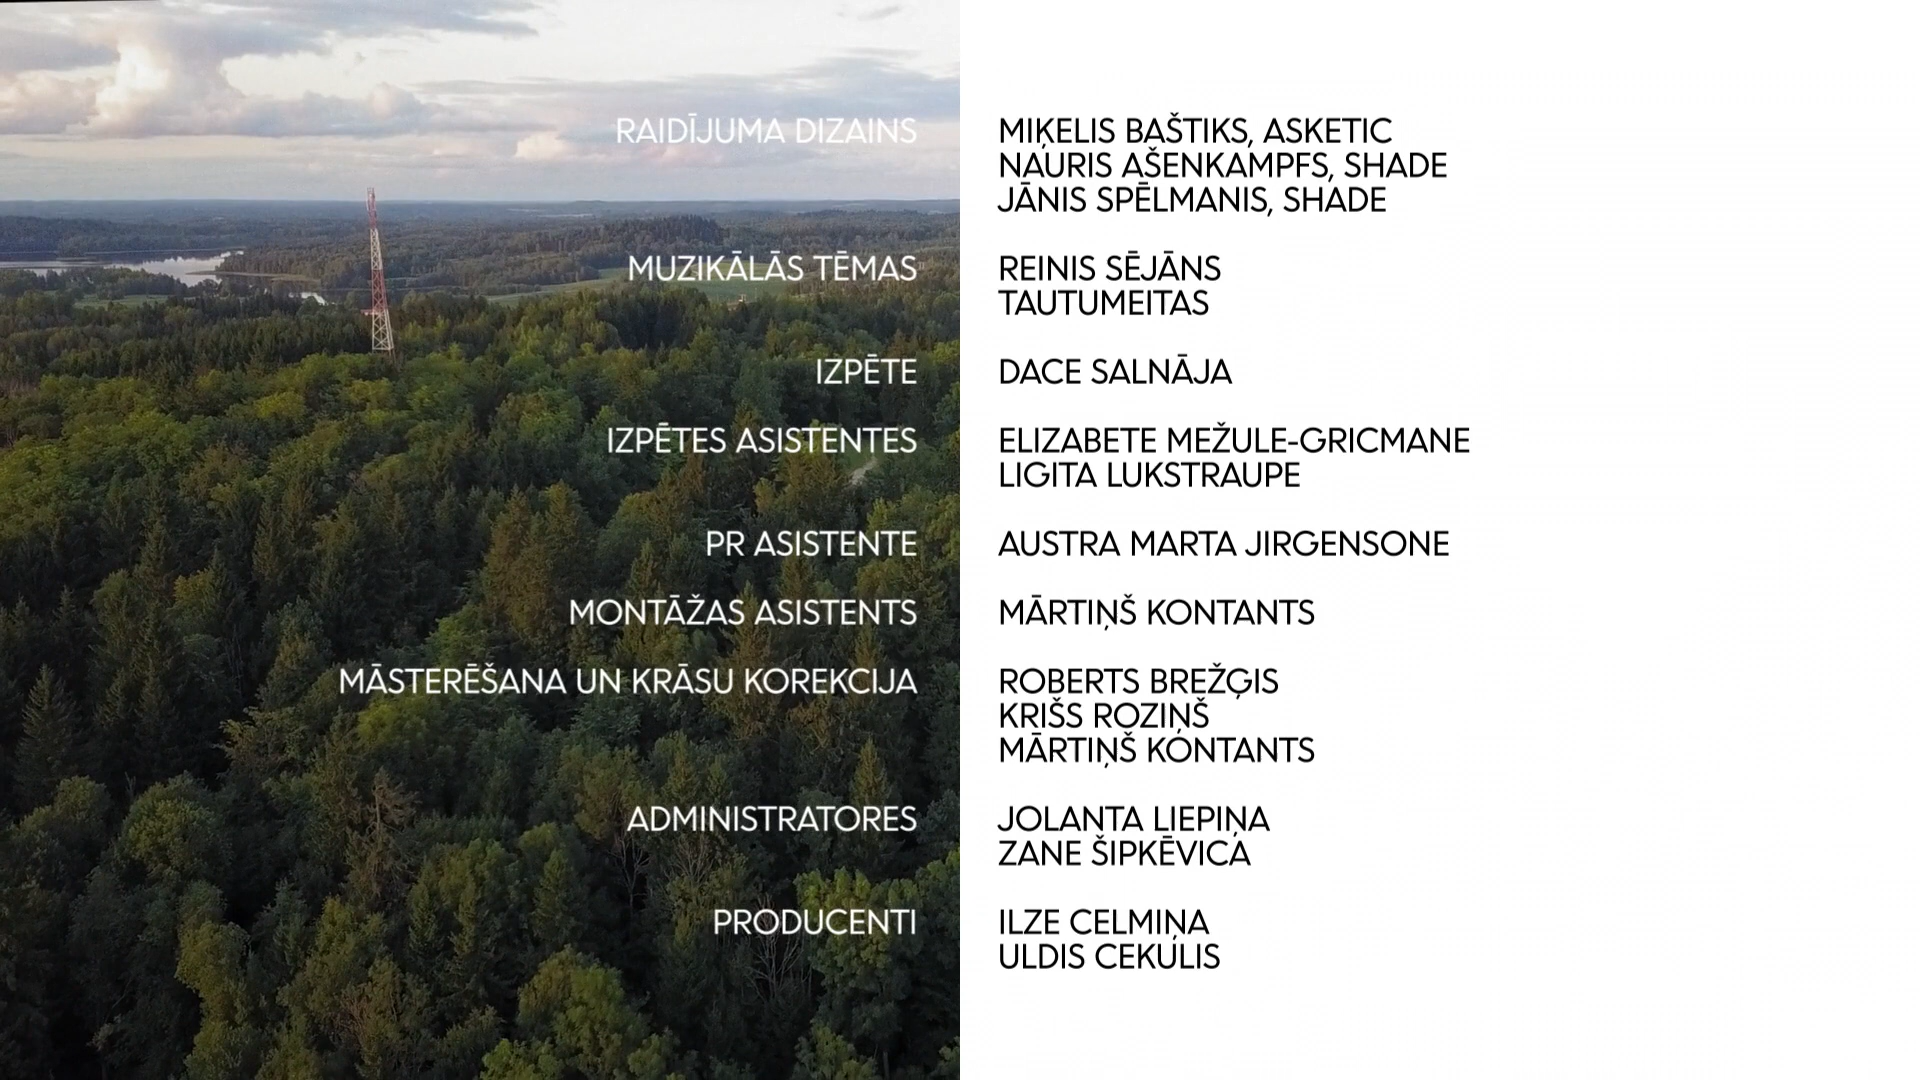 RAIDĪJUMA DIZAINS
MIĶELIS BAŠTIKS, ASKETIC
NAURIS AŠENKAMPFS, SHADE
JĀNIS SPĒLMANIS, SHADE
MUZIKĀLĀS TĒMAS
REINIS SĒJĀNS
TAUTUMEITAS
IZPĒTE
DACE SALNĀJA
IZPĒTES ASISTENTES
ELIZABETE MEŽULE-GRICMANE
LIGITA LUKSTRAUPE
PR ASISTENTE
AUSTRA MARTA JIRGENSONE
MONTĀŽAS ASISTENTS
MĀRTIŅŠ KONTANTS
MĀSTERĒŠANA UN KRĀSU KOREKCIJA
ROBERTS BREŽĢIS
KRIŠS ROZIŅŠ
MĀRTIŅŠ KONTANTS
ADMINISTRATORES
JOLANTA LIEPIŅA
ZANE ŠIPKĒVICA
PRODUCENTI
ILZE CELMIŅA
ULDIS CEKULIS